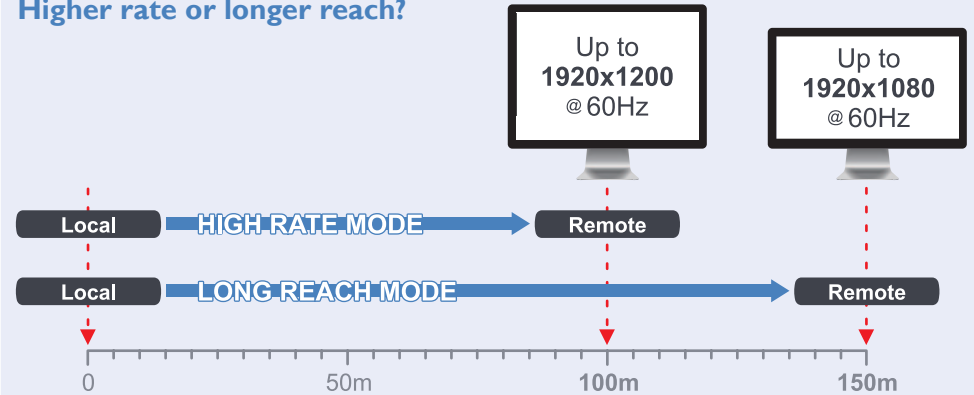 Higher rate or longer reach?
Up to
1920x1200
@ 60Hz
Up to
1920x1080
@ 60Hz
Local
HIGH RATE MODE
Remote
Local
LONG REACH MODE
Remote
0
50m
100m
150m